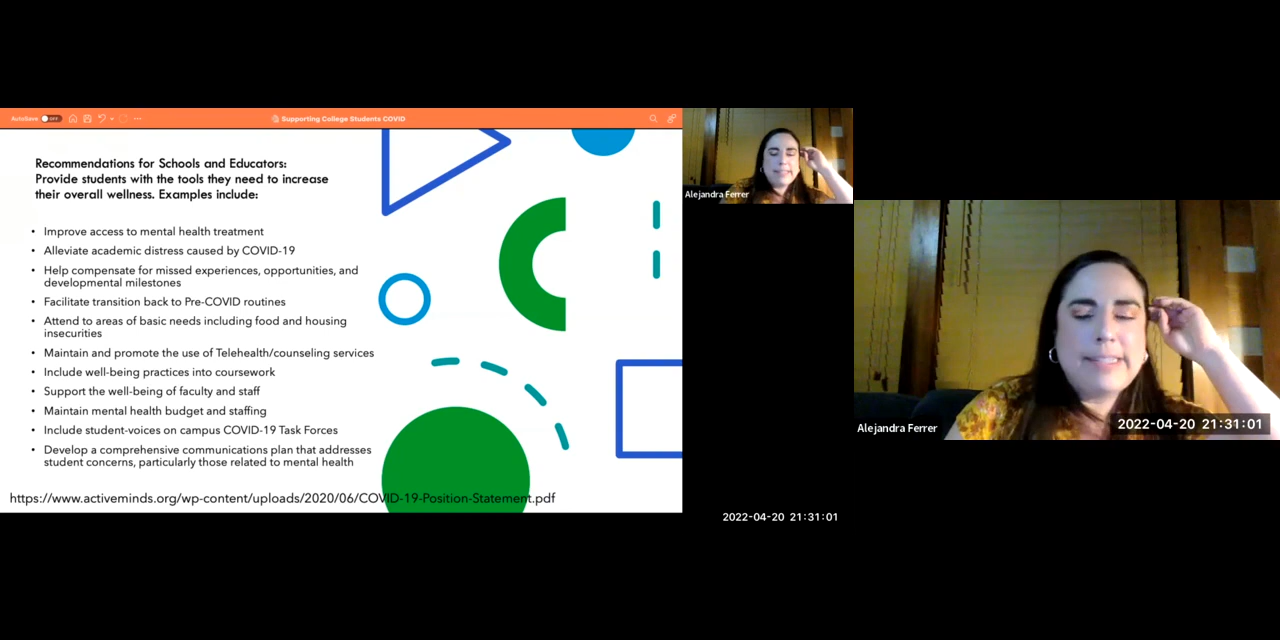 AutoSave OFF
Supporting College Students COVID
Recommendations for Schools and Educators:
Provide students with the tools they need to increase
their overall wellness. Examples include:
• Improve access to mental health treatment
• Alleviate academic distress caused by COVID-19
• Help compensate for missed experiences, opportunities, and
developmental milestones
• Facilitate transition back to Pre-COVID routines
• Attend to areas of basic needs including food and housing
insecurities
• Maintain and promote the use of Telehealth/counseling services
• Include well-being practices into coursework
• Support the well-being of faculty and staff
• Maintain mental health budget and staffing
• Include student-voices on campus COVID-19 Task Forces
• Develop a comprehensive communications plan that addresses
student concerns, particularly those related to mental health
https://www.activeminds.org/wp-content/uploads/2020/06/COVID-19-Position-Statement.pdf
Alejandra Ferrer
2022-04-20 21:31:01
Alejandra Ferrer
2022-04-20 21:31:01